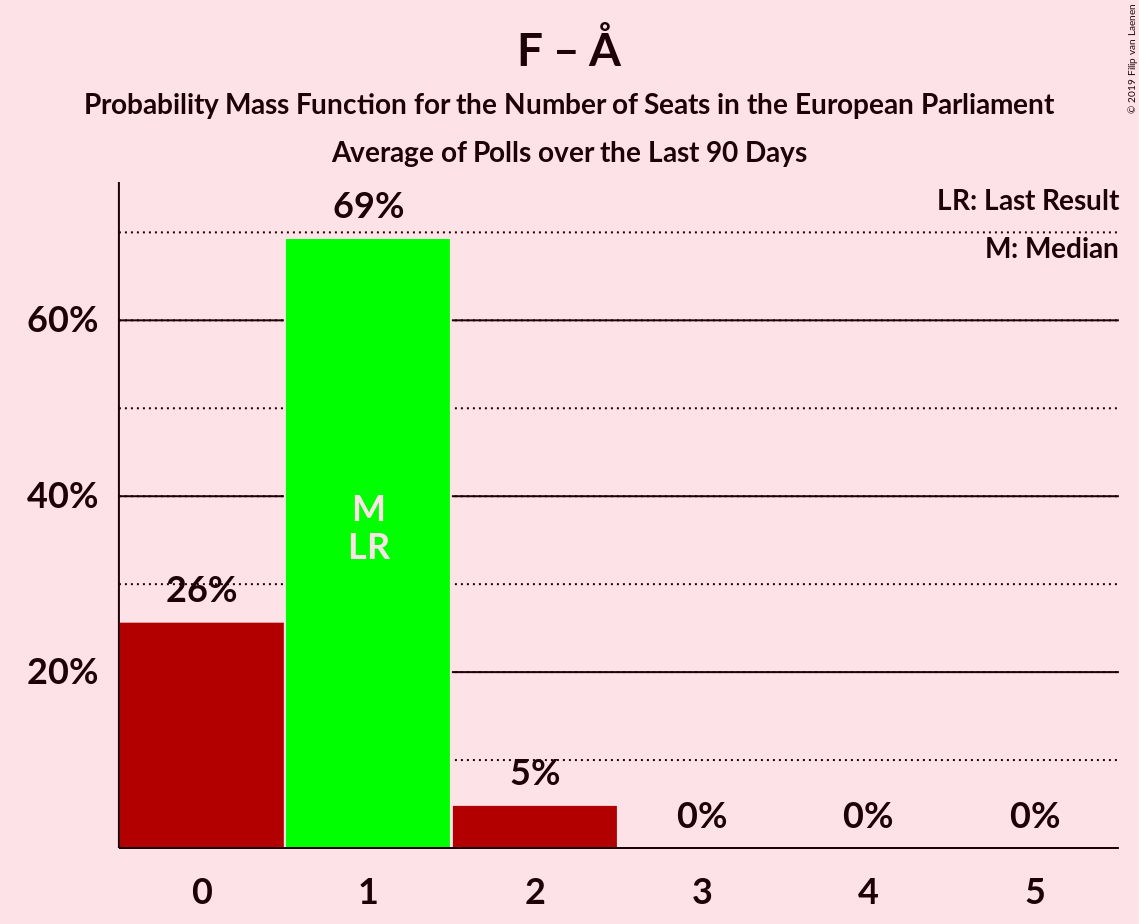 F – Å
Probability Mass Function for the Number of Seats in the European Parliament
Average of Polls over the Last 90 Days
© 2019 Filip van Laenen
LR: Last Result
M: Median
69%
60%
40%
M
LR
26%
20%
5%
0%
0%
0%
0
1
2
3
4
5